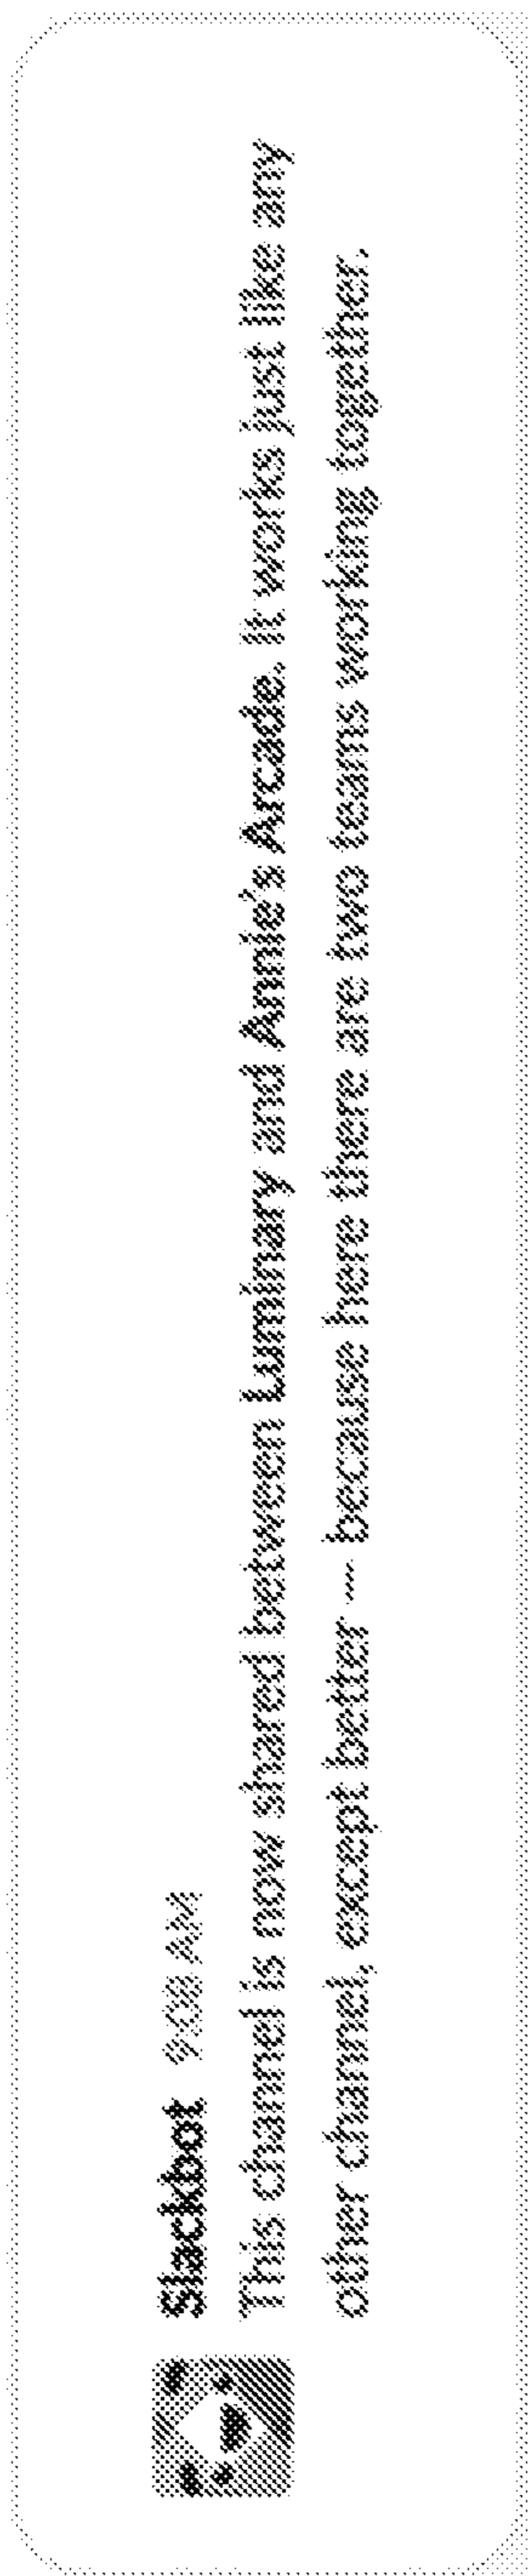 Slackbot 9:08 AM
This channel is now shared between Luminary and Annie's Arcade. It works just like any
other channel, except better — because here there are two teams working together.